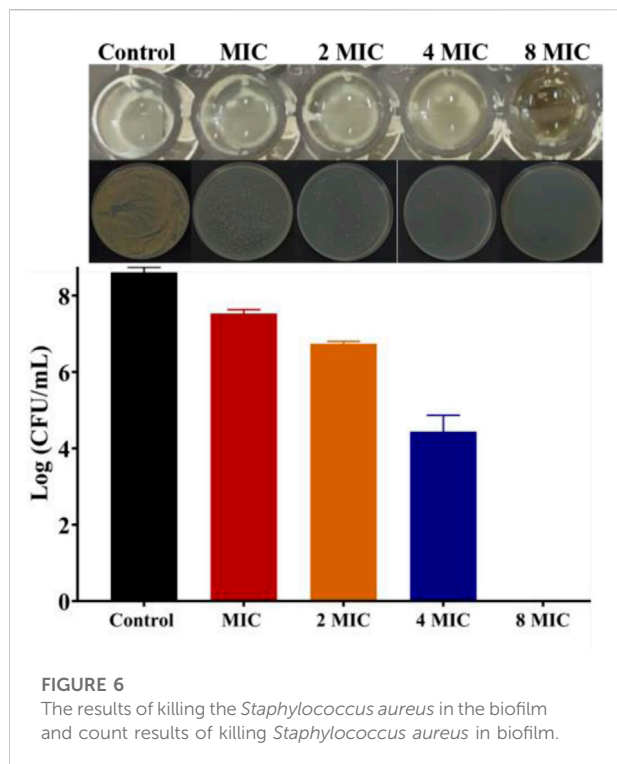 Control MIC 2 MIC 4 MIC 8 MIC
8
6
4
2
0
Log (CFU/mL)
Control MIC 2 MIC 4 MIC 8 MIC
FIGURE 6
The results of killing the Staphylococcus aureus in the biofilm
and count results of killing Staphylococcus aureus in biofilm.